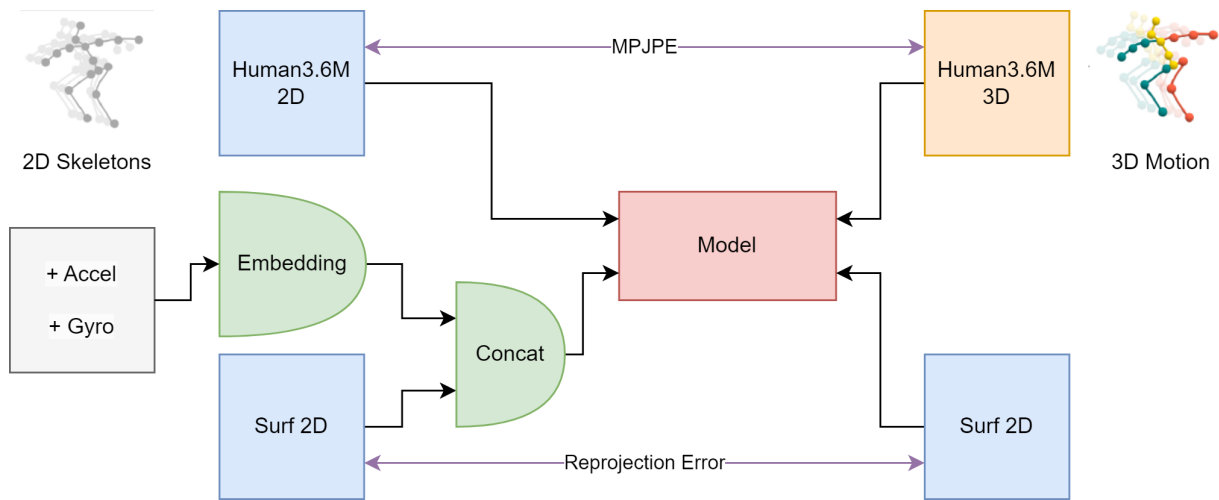 MPJPE
Human3.6M
2D
Human3.6M
3D
2D Skeletons
3D Motion
+ Accel
+ Gyro
Embedding
Model
Concat
Surf 2D
Surf 2D
Reprojection Error